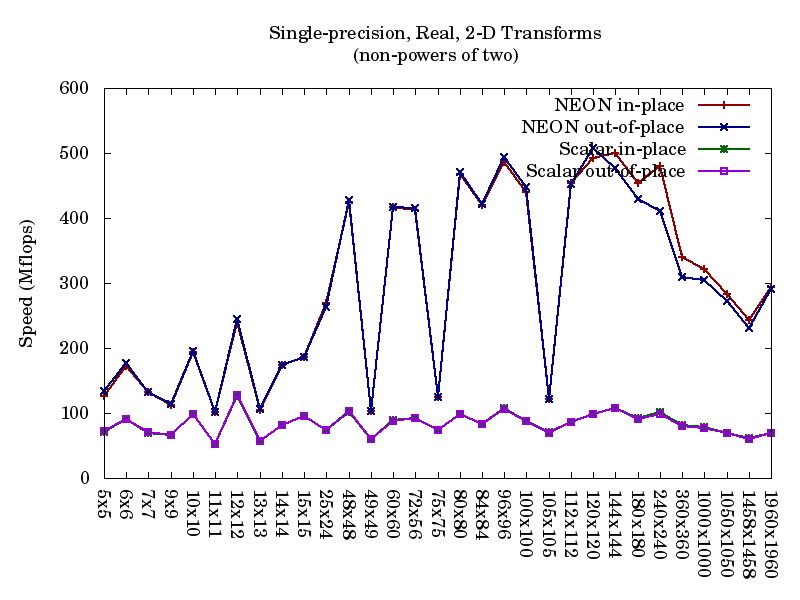 Single-precision, Real, 2-D Transforms
(non-powers of two)
600
500
400
300
200
100
0
Speed (Mflops)
NEON in-place
NEON out-of-place
Scalar in-place
Scalar out-of-place
5x5
6x6
7x7
9x9
10x10
11x11
12x12
13x13
14x14
15x15
25x24
48x48
49x49
60x60
72x56
75x75
80x80
84x84
96x96
100x100
105x105
112x112
120x120
144x144
180x180
240x240
360x360
1000x1000
1050x1050
1458x1458
1960x1960